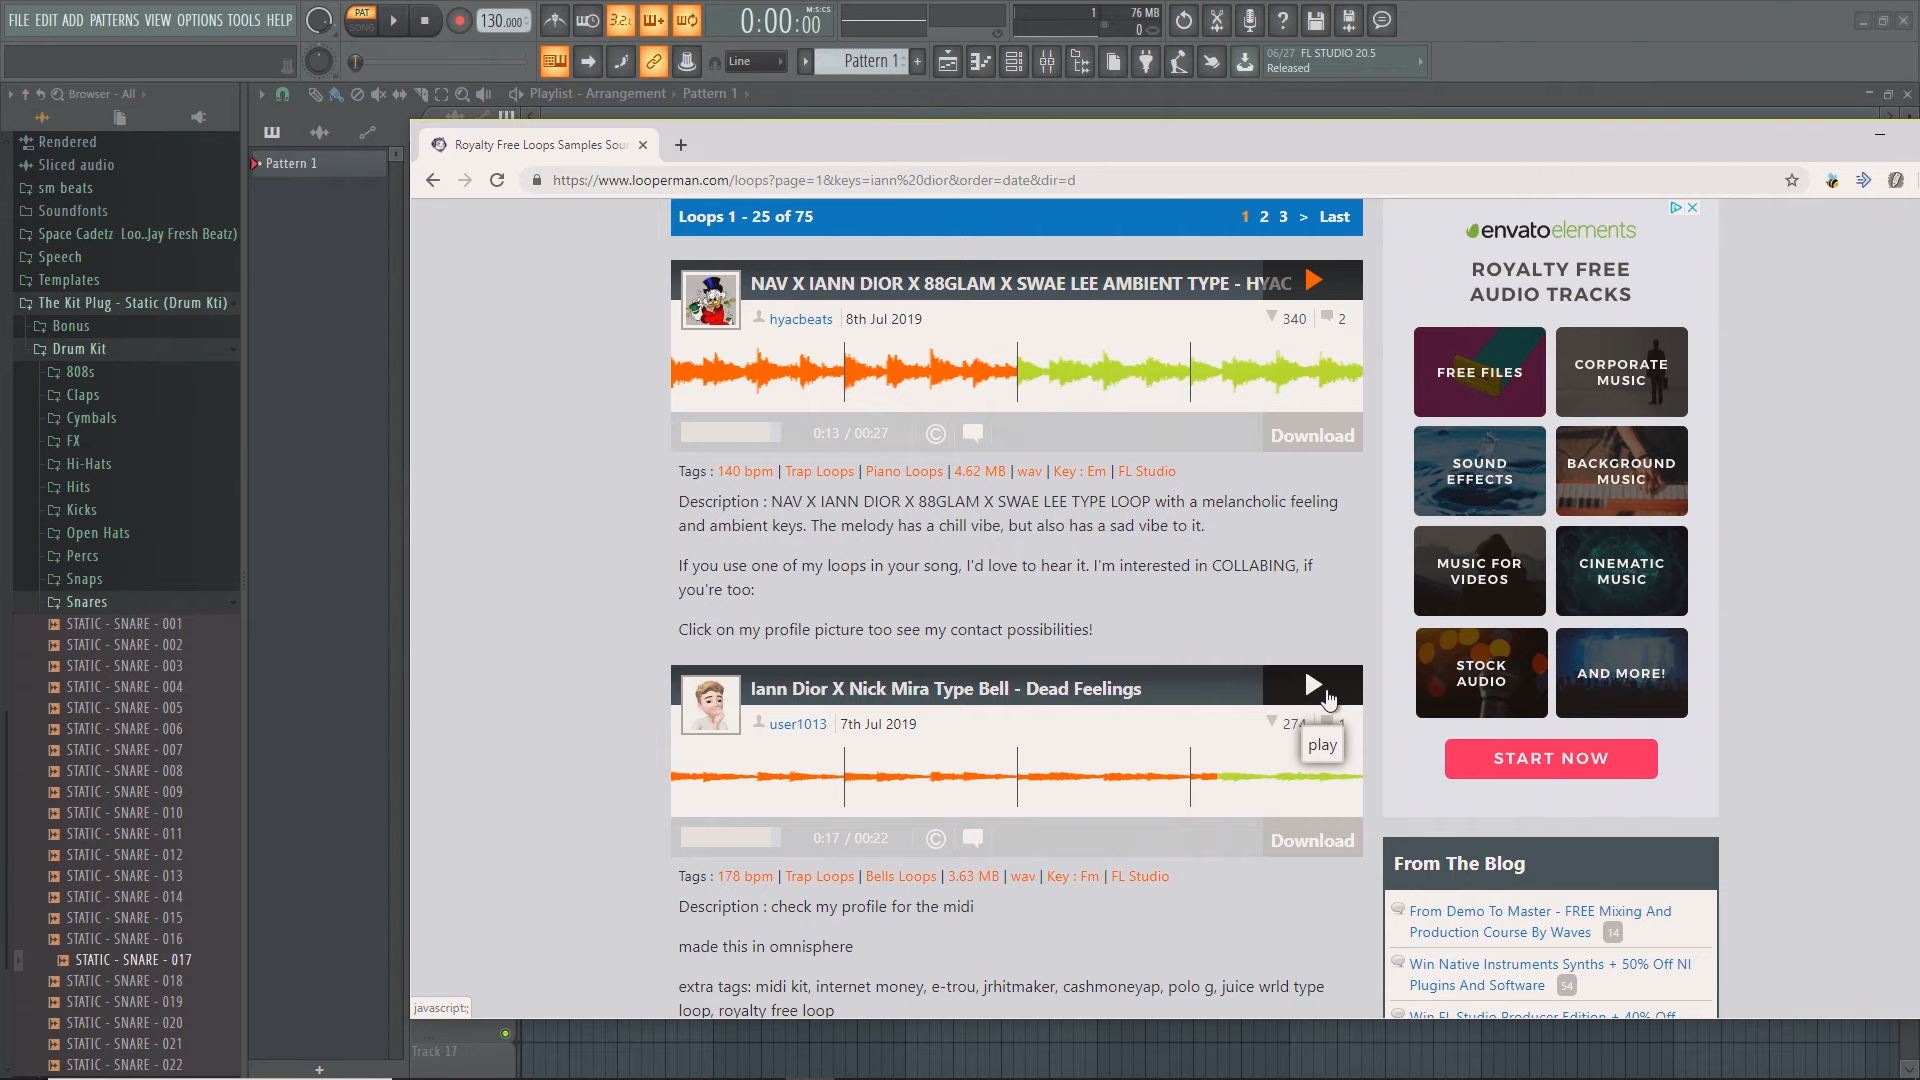 FILE EDIT ADD PATTERNS VIEW OPTIONS TOOLS HELP
PAT
SONG
130.000
3.2.
M:S:CS
0:00:00
1
76 MB
0
Line
Pattern 1
+
06/27 FL STUDIO 20.5
Released
Browser - All
Playlist - Arrangement
Pattern 1
Rendered
Sliced audio
sm beats
Soundfonts
Space Cadetz Loo..Jay Fresh Beatz)
Speech
Templates
The Kit Plug - Static (Drum Kti)
Bonus
Drum Kit
808s
Claps
Cymbals
FX
Hi-Hats
Hits
Kicks
Open Hats
Percs
Snaps
Snares
STATIC - SNARE - 001
STATIC - SNARE - 002
STATIC - SNARE - 003
STATIC - SNARE - 004
STATIC - SNARE - 005
STATIC - SNARE - 006
STATIC - SNARE - 007
STATIC - SNARE - 008
STATIC - SNARE - 009
STATIC - SNARE - 010
STATIC - SNARE - 011
STATIC - SNARE - 012
STATIC - SNARE - 013
STATIC - SNARE - 014
STATIC - SNARE - 015
STATIC - SNARE - 016
STATIC - SNARE - 017
STATIC - SNARE - 018
STATIC - SNARE - 019
STATIC - SNARE - 020
STATIC - SNARE - 021
STATIC - SNARE - 022
Pattern 1
+
Royalty Free Loops Samples Soun
https://www.looperman.com/loops?page=1&keys=iann%20dior&order=date&dir=d
Loops 1 - 25 of 75
1 2 3 > Last
NAV X IANN DIOR X 88GLAM X SWAE LEE AMBIENT TYPE - HYAC
hyacbeats 8th Jul 2019 340 2
0:13 / 00:27 © Download
Tags : 140 bpm | Trap Loops | Piano Loops | 4.62 MB | wav | Key : Em | FL Studio
Description : NAV X IANN DIOR X 88GLAM X SWAE LEE TYPE LOOP with a melancholic feeling
and ambient keys. The melody has a chill vibe, but also has a sad vibe to it.
If you use one of my loops in your song, I'd love to hear it. I'm interested in COLLABING, if
you're too:
Click on my profile picture too see my contact possibilities!
Iann Dior X Nick Mira Type Bell - Dead Feelings
user1013 7th Jul 2019 274 1
play
0:17 / 00:22 © Download
Tags : 178 bpm | Trap Loops | Bells Loops | 3.63 MB | wav | Key : Fm | FL Studio
Description : check my profile for the midi
made this in omnisphere
extra tags: midi kit, internet money, e-trou, jrhitmaker, cashmoneyap, polo g, juice wrld type
loop, royalty free loop
javascript:;
Track 17
envatoelements
ROYALTY FREE
AUDIO TRACKS
FREE FILES
CORPORATE
MUSIC
SOUND
EFFECTS
BACKGROUND
MUSIC
MUSIC FOR
VIDEOS
CINEMATIC
MUSIC
STOCK
AUDIO
AND MORE!
START NOW
From The Blog
From Demo To Master - FREE Mixing And
Production Course By Waves 14
Win Native Instruments Synths + 50% Off NI
Plugins And Software 54
Win FL Studio Producer Edition + 40% Off